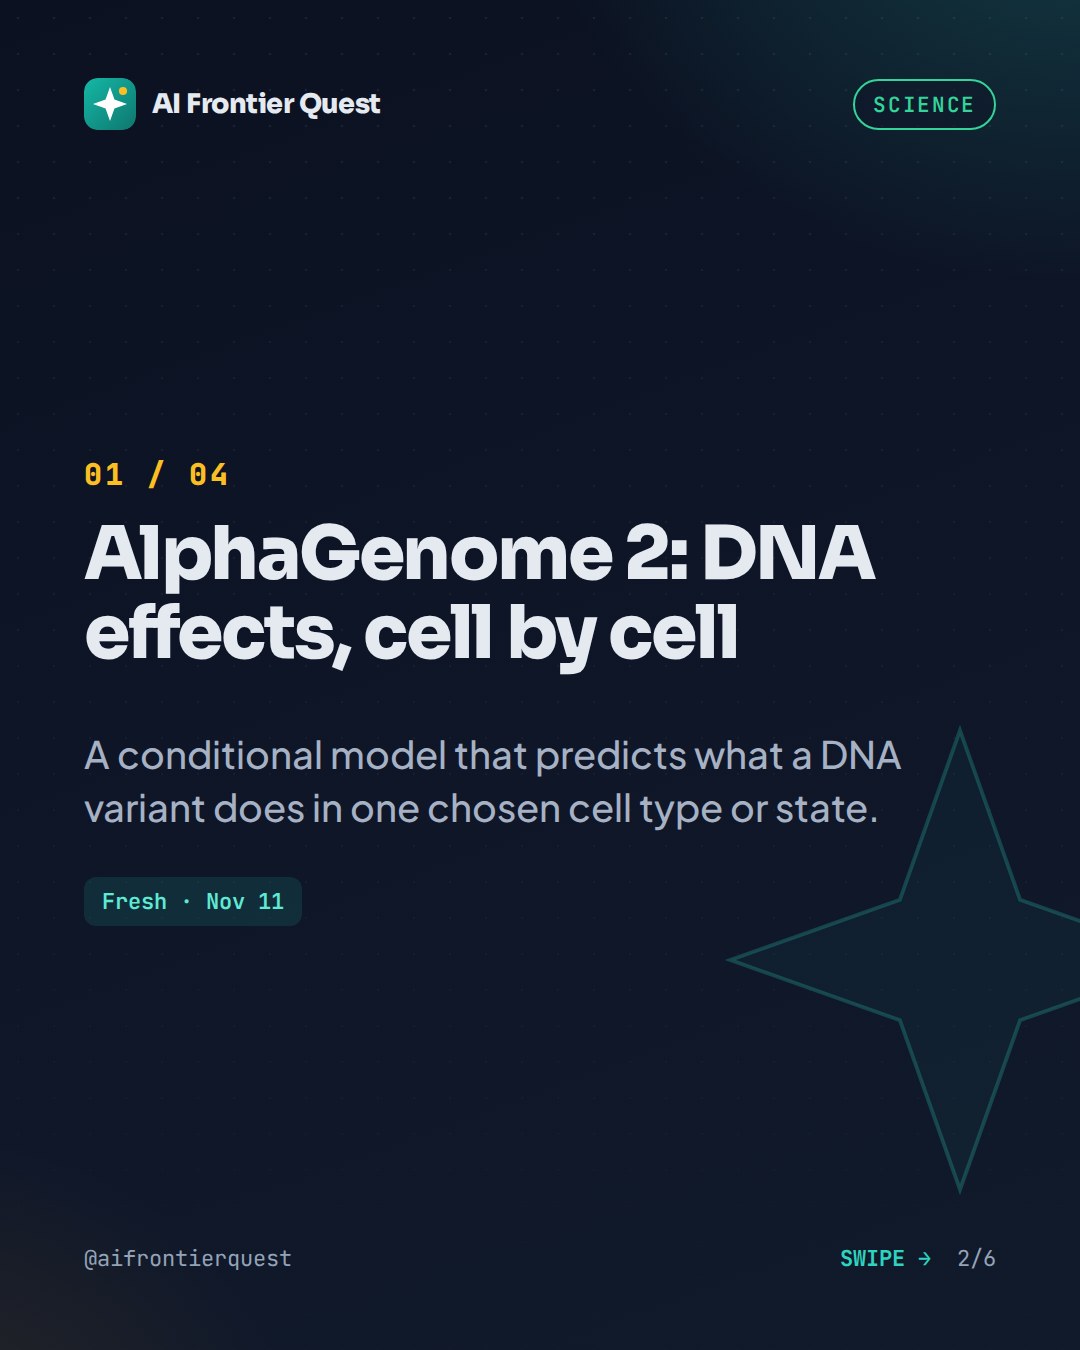 AI Frontier Quest
SCIENCE
01 / 04
AlphaGenome 2: DNA
effects, cell by cell
A conditional model that predicts what a DNA
variant does in one chosen cell type or state.
Fresh · Nov 11
@aifrontierquest
SWIPE → 2/6